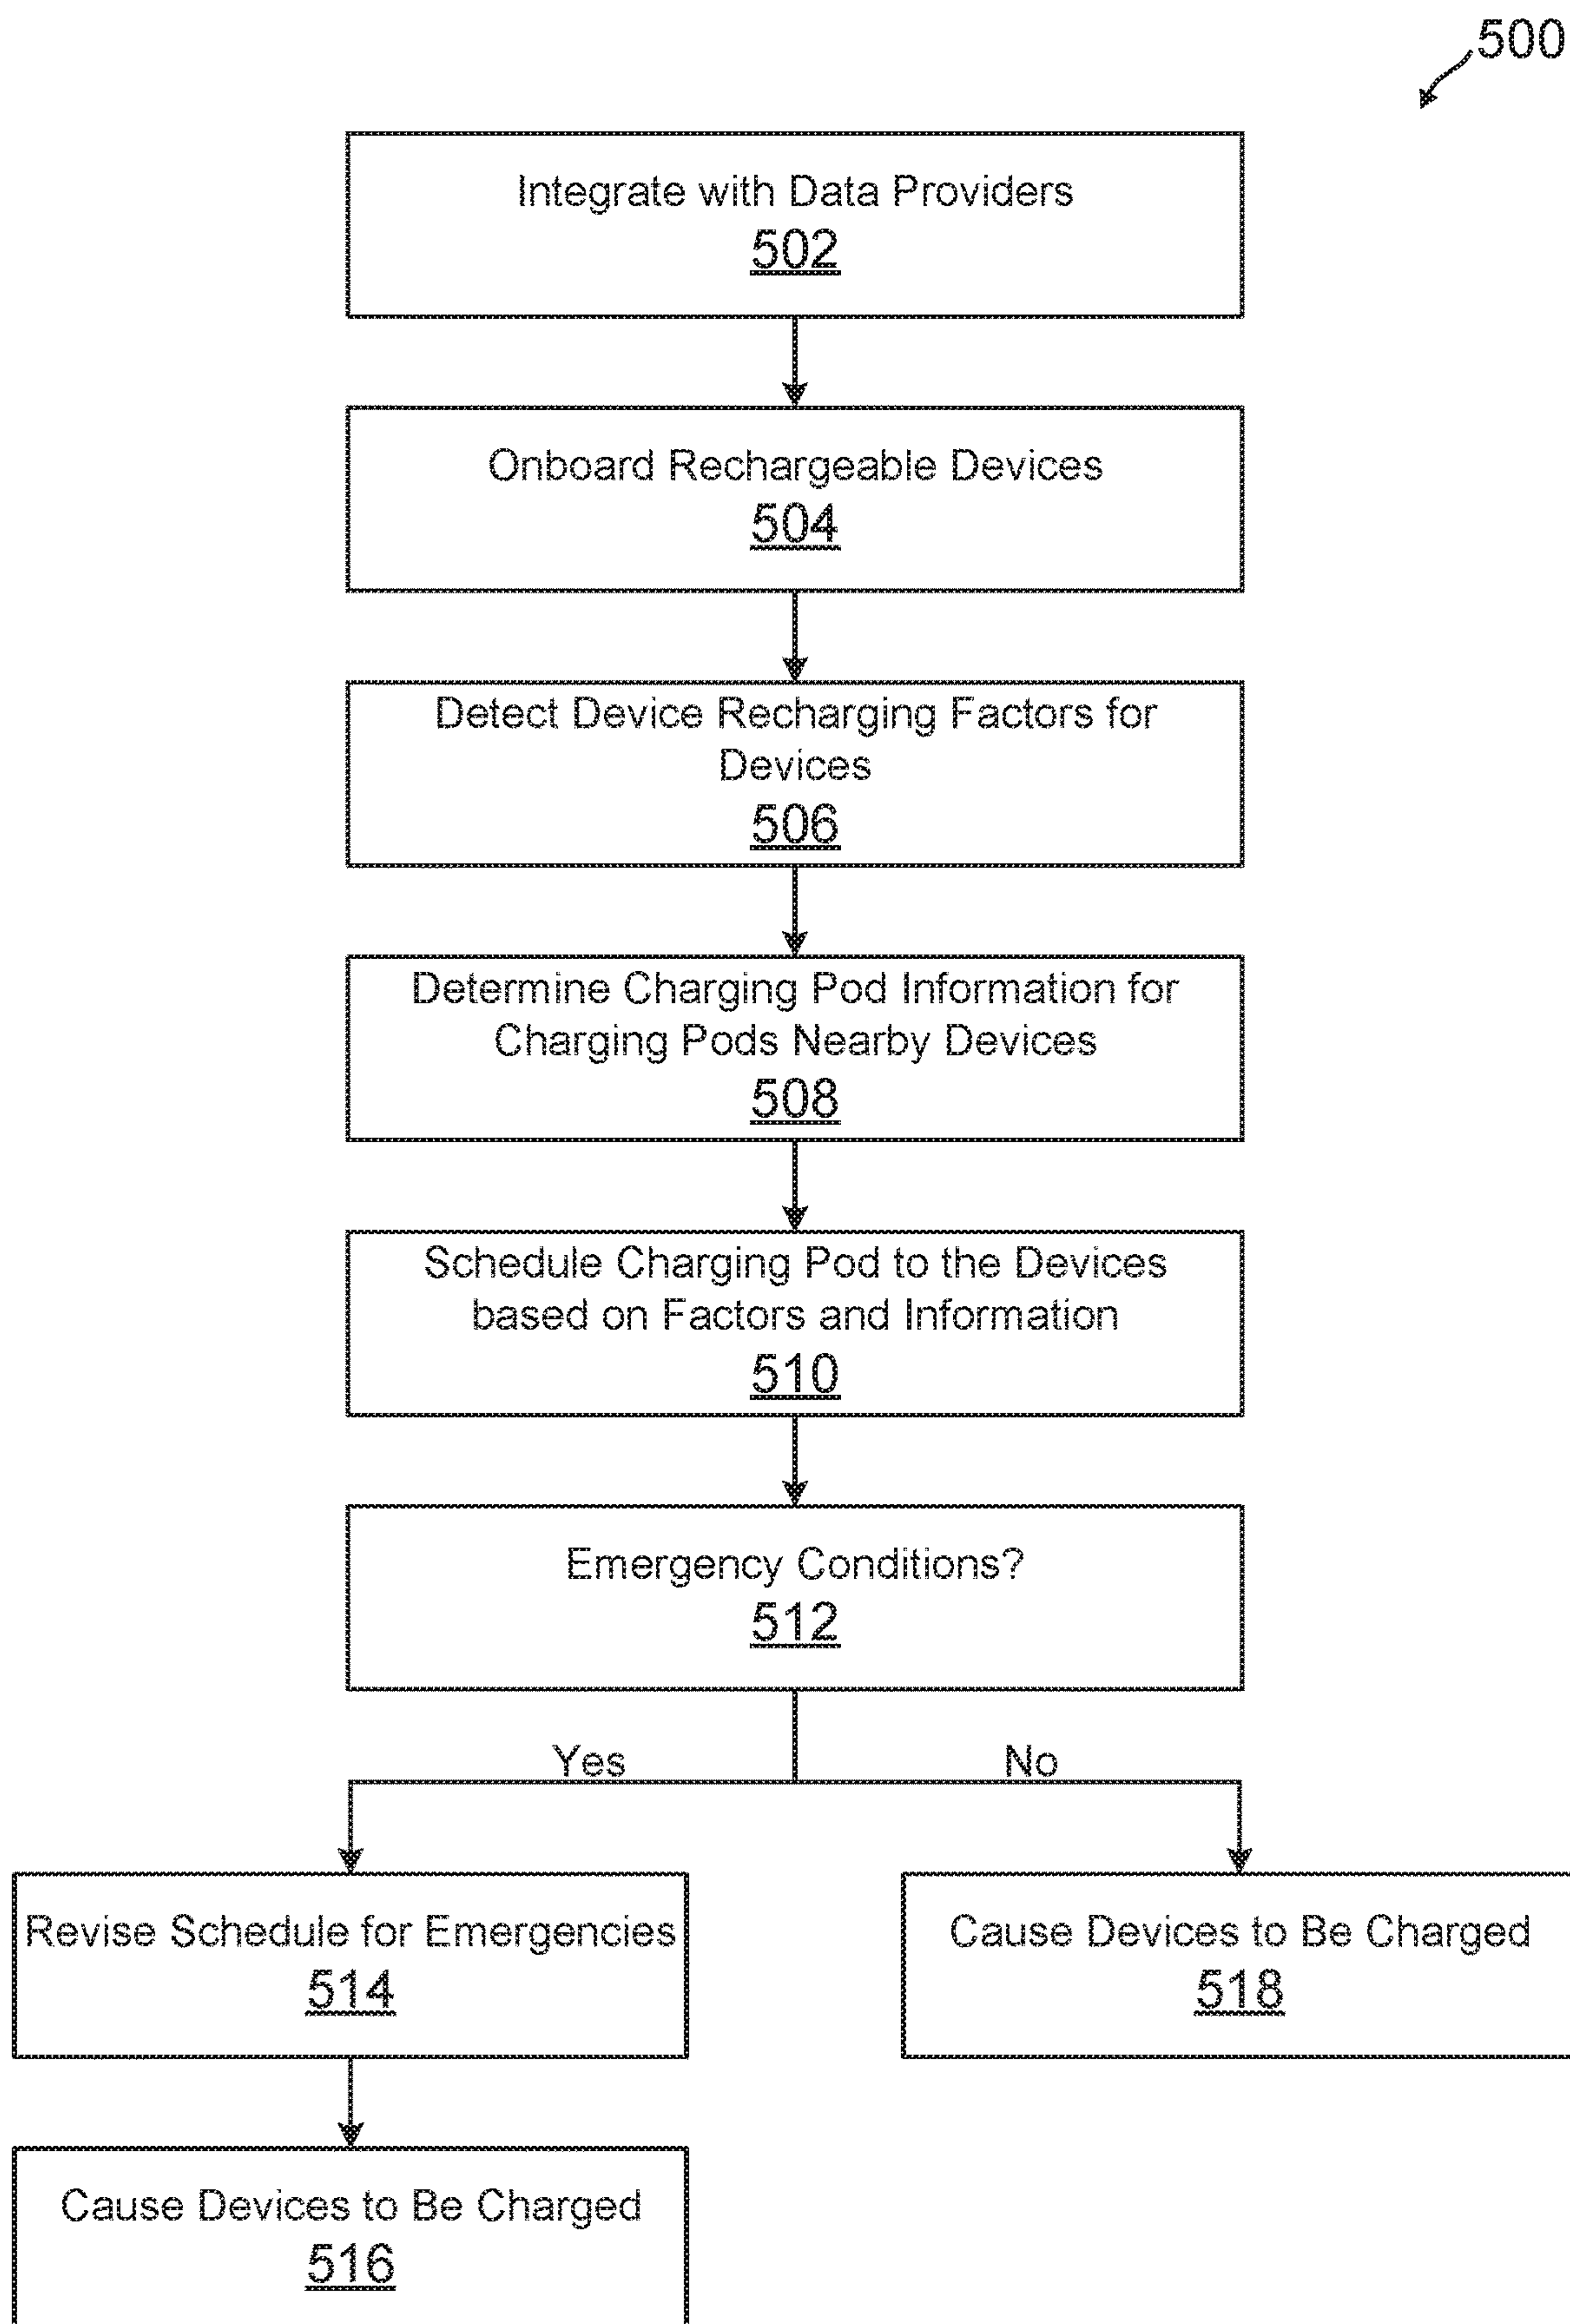 500
Integrate with Data Providers
502
Onboard Rechargeable Devices
504
Detect Device Recharging Factors for
Devices
506
Determine Charging Pod Information for
Charging Pods Nearby Devices
508
Schedule Charging Pod to the Devices
based on Factors and Information
510
Emergency Conditions?
512
Yes
No
Revise Schedule for Emergencies
514
Cause Devices to Be Charged
518
Cause Devices to Be Charged
516